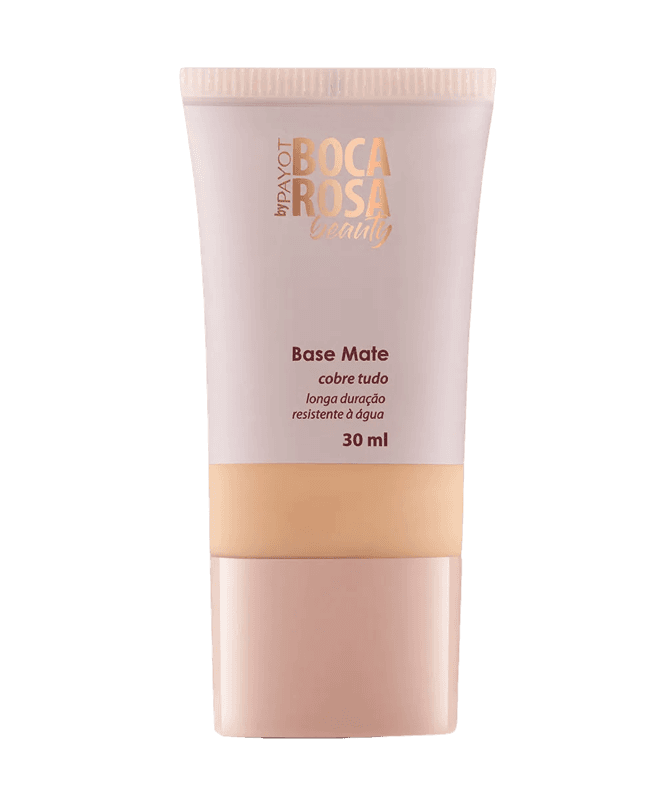 by PAYOT
BOCA
ROSA
beauty
Base Mate
cobre tudo
longa duração
resistente à água
30 ml